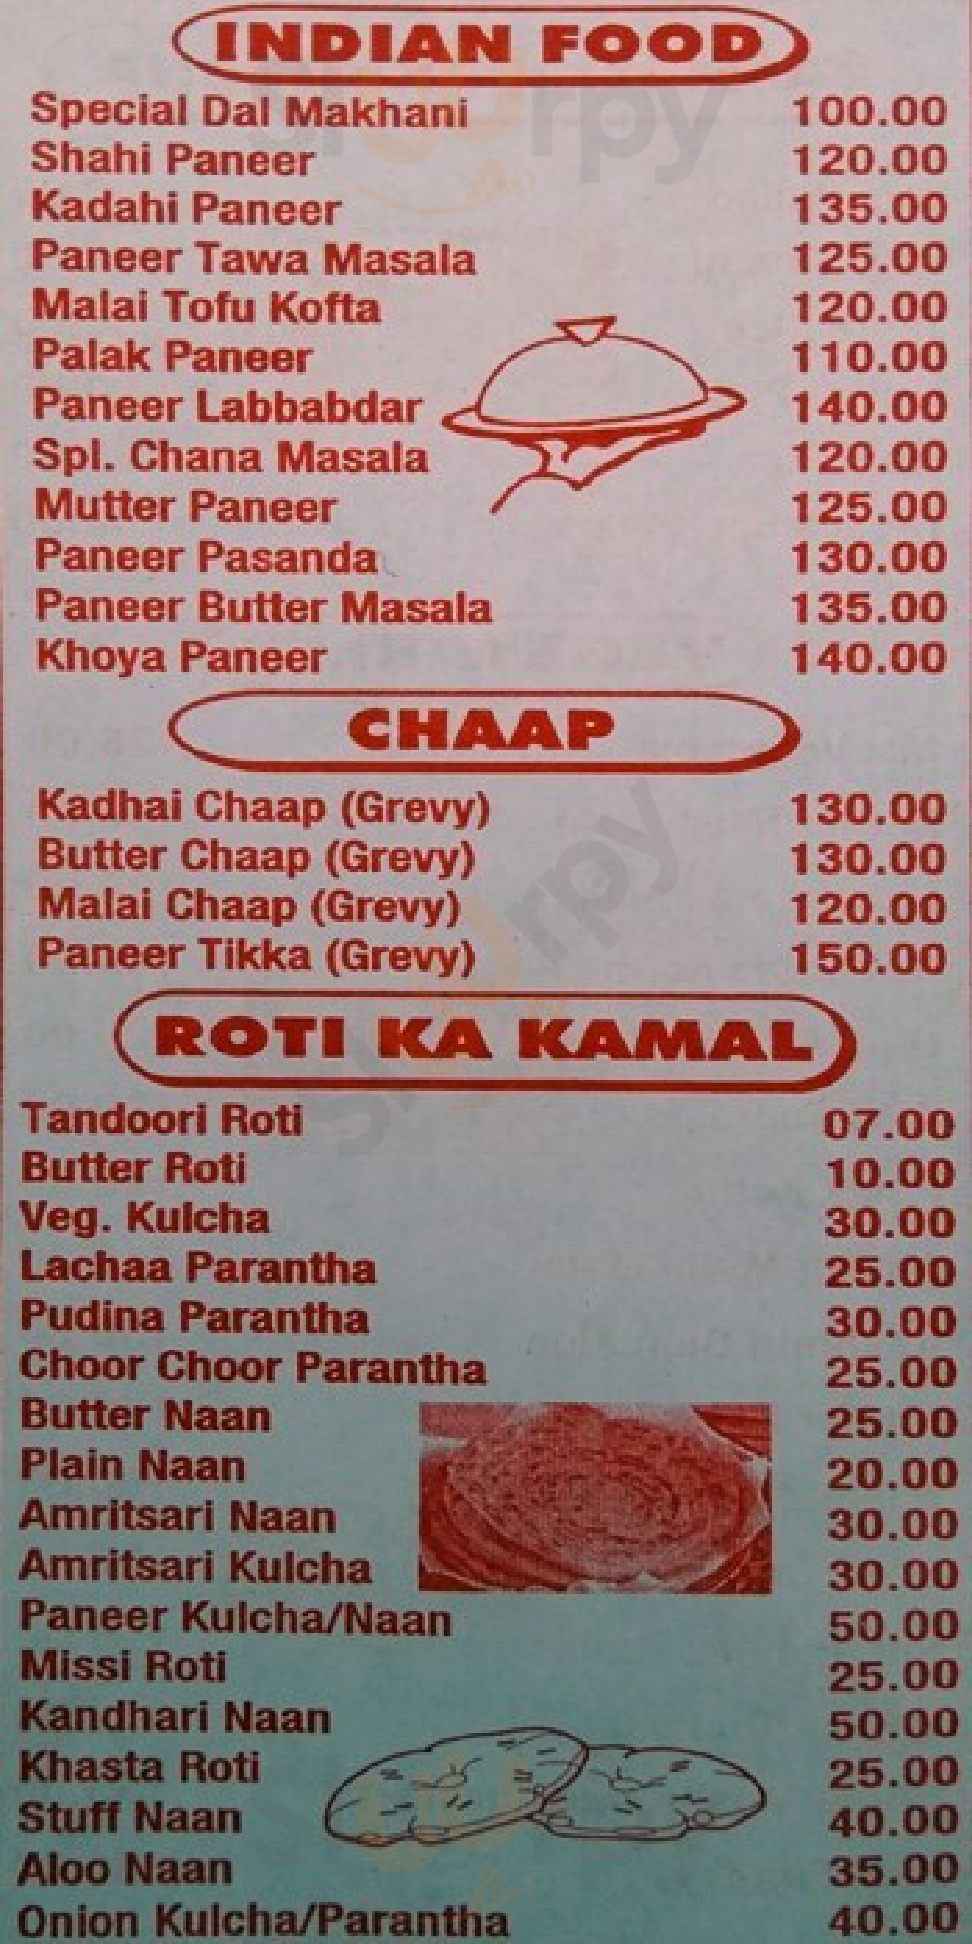 INDIAN FOOD
Special Dal Makhani 100.00
Shahi Paneer 120.00
Kadahi Paneer 135.00
Paneer Tawa Masala 125.00
Malai Tofu Kofta 120.00
Palak Paneer 110.00
Paneer Labbabdar 140.00
Spl. Chana Masala 120.00
Mutter Paneer 125.00
Paneer Pasanda 130.00
Paneer Butter Masala 135.00
Khoya Paneer 140.00
CHAAP
Kadhai Chaap (Grevy) 130.00
Butter Chaap (Grevy) 130.00
Malai Chaap (Grevy) 120.00
Paneer Tikka (Grevy) 150.00
ROTI KA KAMAL
Tandoori Roti 07.00
Butter Roti 10.00
Veg. Kulcha 30.00
Lachaa Parantha 25.00
Pudina Parantha 30.00
Choor Choor Parantha 25.00
Butter Naan 25.00
Plain Naan 20.00
Amritsari Naan 30.00
Amritsari Kulcha 30.00
Paneer Kulcha/Naan 50.00
Missi Roti 25.00
Kandhari Naan 50.00
Khasta Roti 25.00
Stuff Naan 40.00
Aloo Naan 35.00
Onion Kulcha/Parantha 40.00